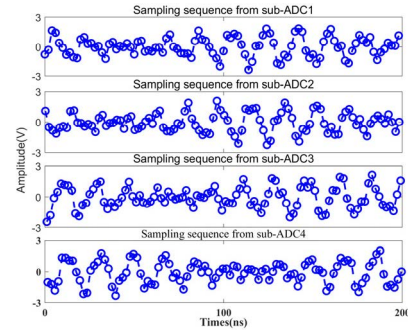 Sampling sequence from sub-ADC1
3
0
-3
Sampling sequence from sub-ADC2
3
0
-3
Sampling sequence from sub-ADC3
3
0
-3
Sampling sequence from sub-ADC4
3
0
-3
0
100
200
Amplitude(V)
Times(ns)